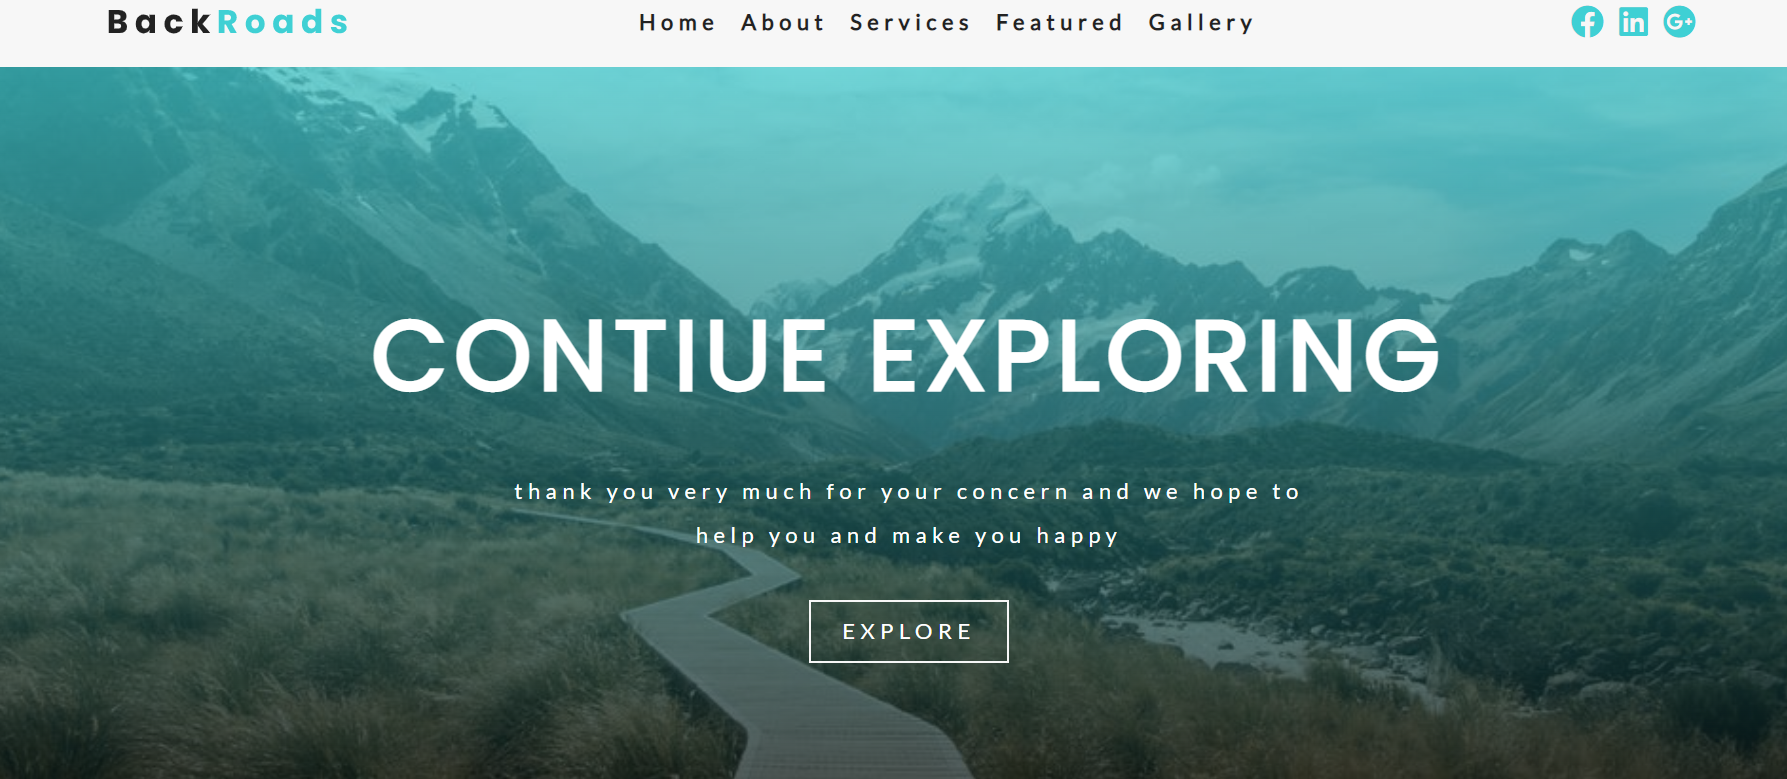 BackRoads
Home About Services Featured Gallery
CONTIUE EXPLORING
thank you very much for your concern and we hope to
help you and make you happy
EXPLORE